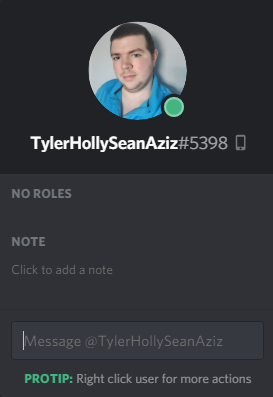 TylerHollySeanAziz#5398
NO ROLES
NOTE
Click to add a note
Message @TylerHollySeanAziz
PROTIP: Right click user for more actions